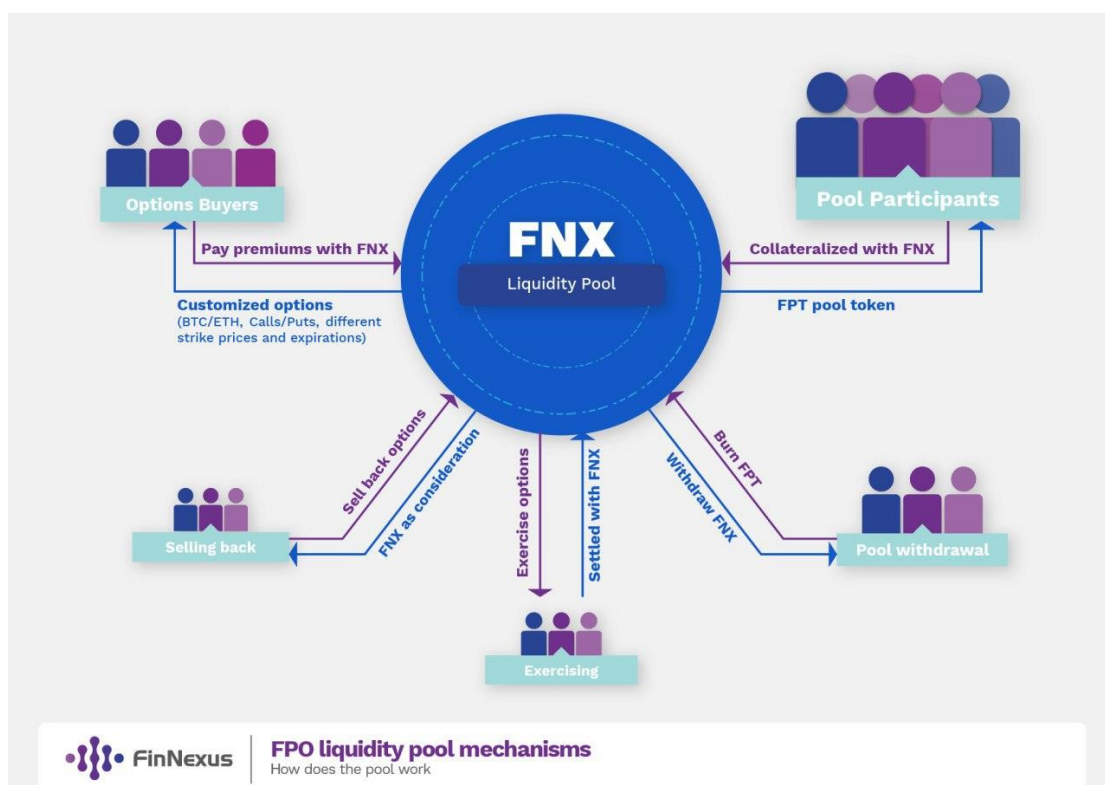 Options Buyers
Pool Participants
Pay premiums with FNX
Customized options
(BTC/ETH, Calls/Puts, different
strike prices and expirations)
FNX
Liquidity Pool
Collateralized with FNX
FPT pool token
Sell back options
FNX as consideration
Exercise options
Settled with FNX
Burn FPT
Withdraw FNX
Selling back
Exercising
Pool withdrawal
FinNexus
FPO liquidity pool mechanisms
How does the pool work